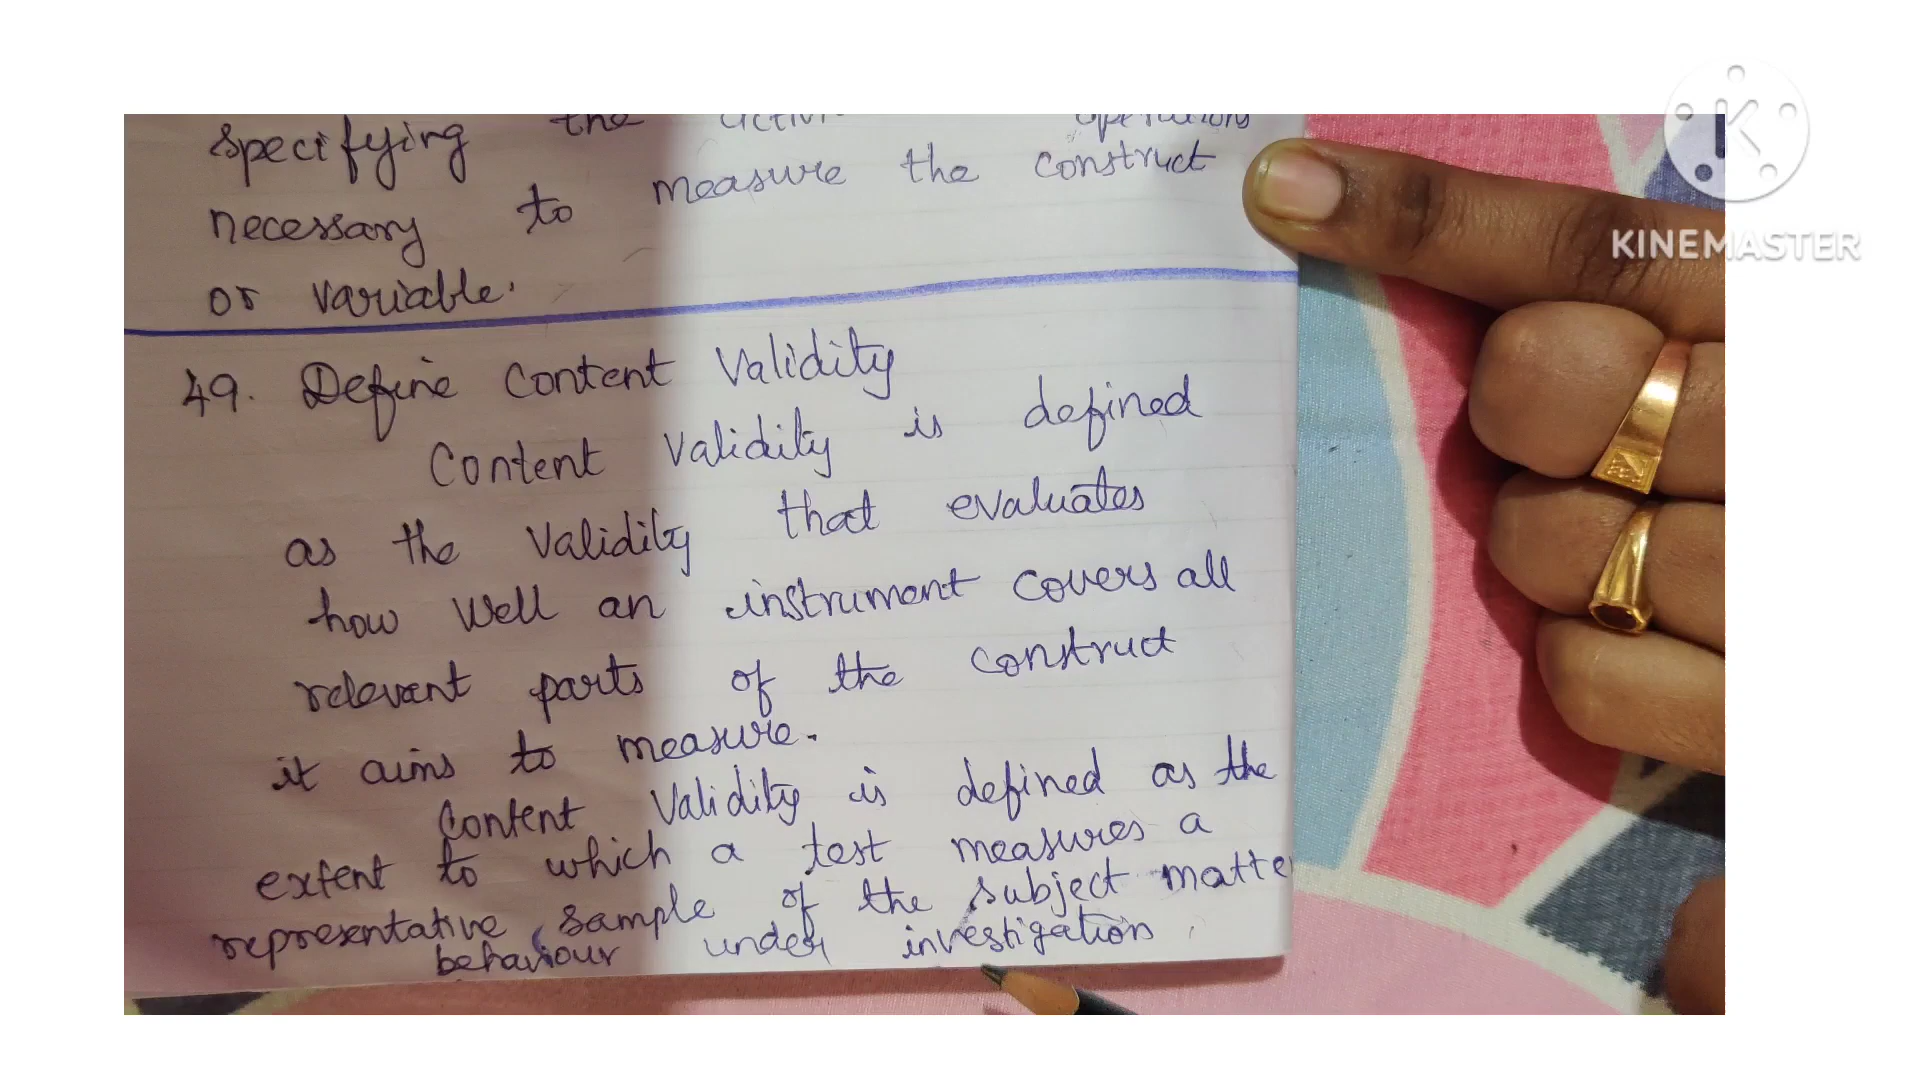 specifying the operations
necessary to measure the construct
or variable.
49. Define Content Validity
Content Validity is defined
as the Validity that evaluates
how well an instrument covers all
relevant parts of the construct
it aims to measure.
Content Validity is defined as the
extent to which a test measures a
representative sample of the subject matte
behaviour under investigation.
KINEMASTER